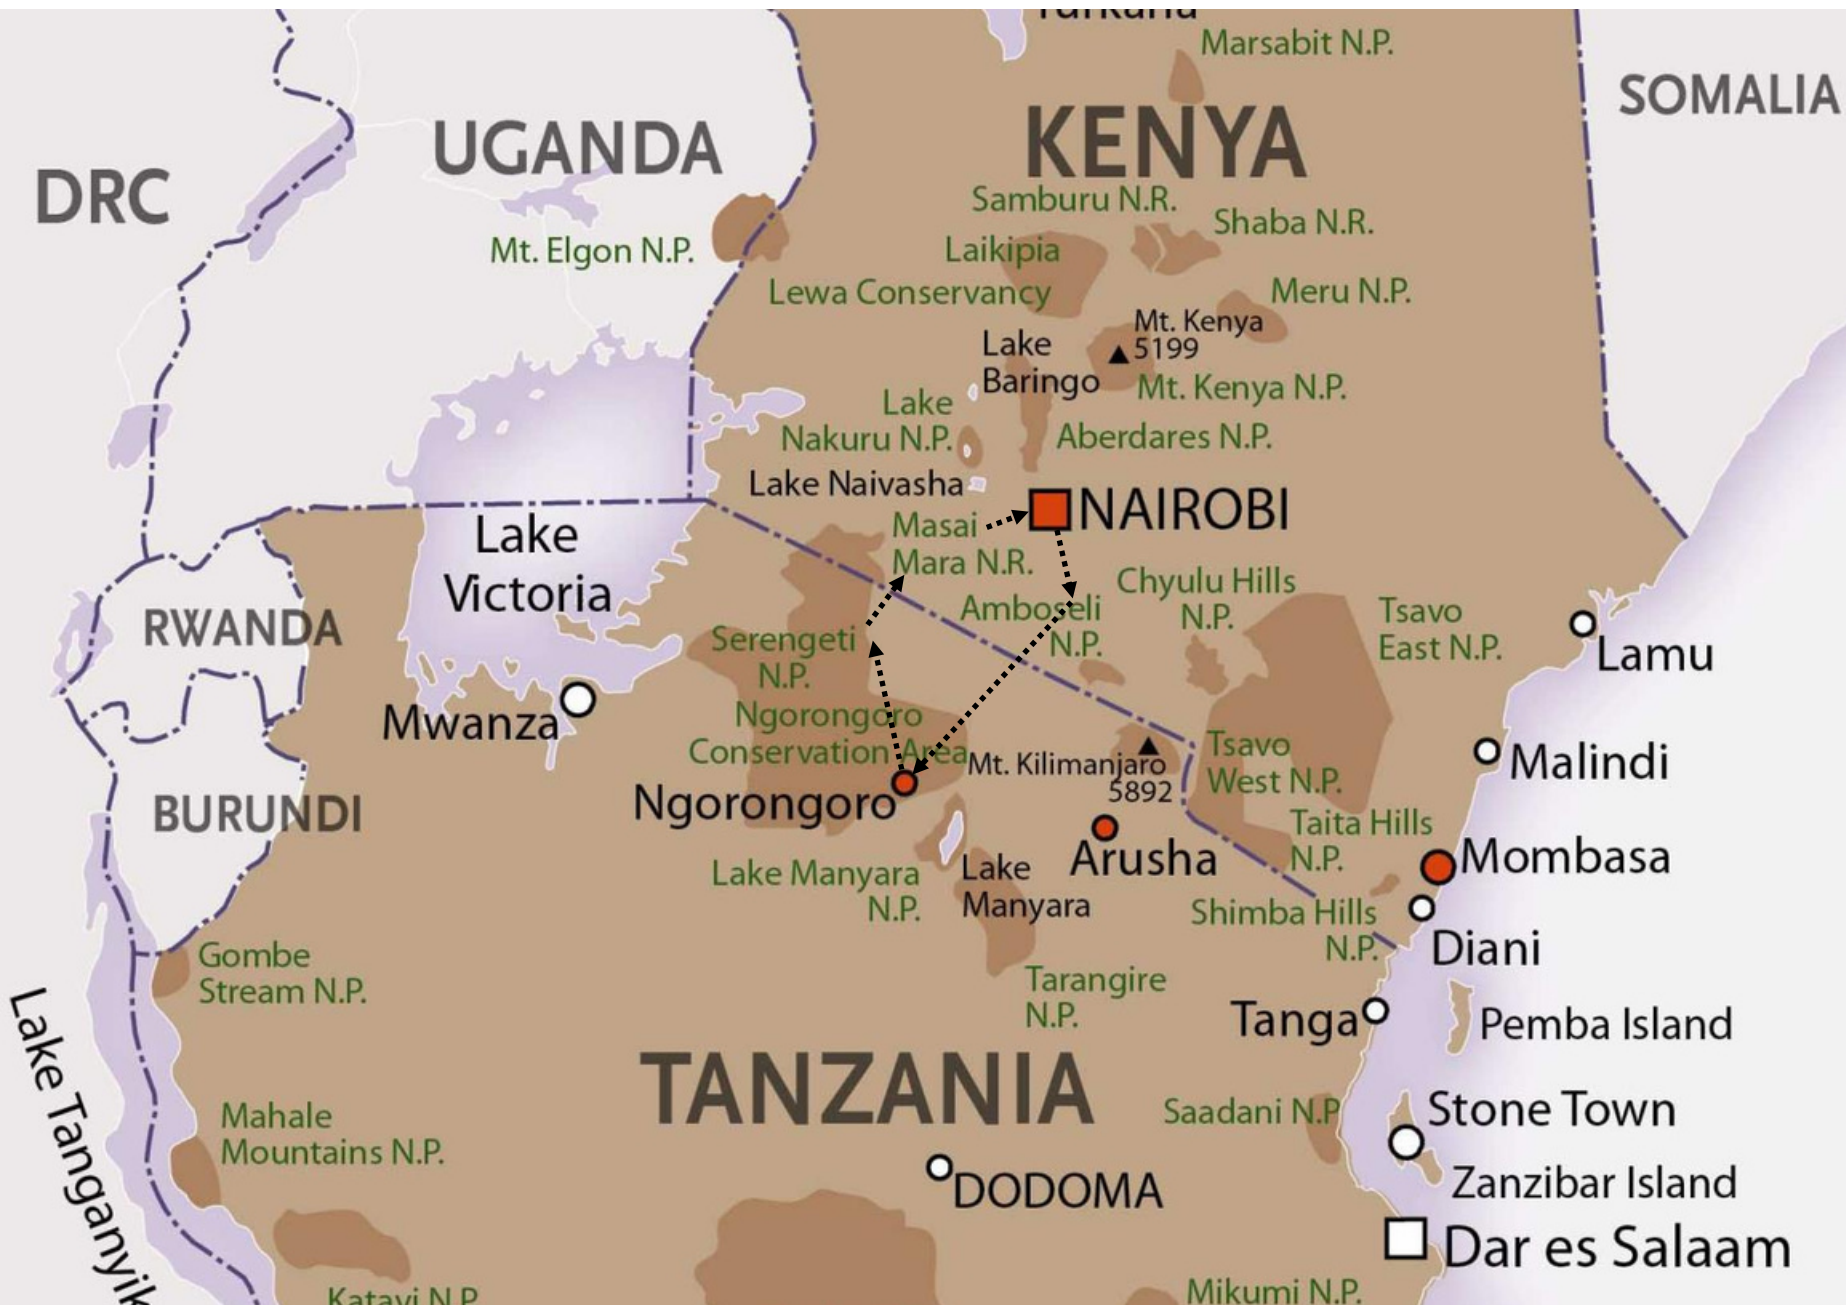 Turkana
Marsabit N.P.
SOMALIA
KENYA
UGANDA
DRC
Samburu N.R.
Shaba N.R.
Mt. Elgon N.P.
Laikipia
Lewa Conservancy
Meru N.P.
Mt. Kenya
5199
Lake
Baringo
Mt. Kenya N.P.
Lake
Nakuru N.P.
Aberdares N.P.
Lake Naivasha
NAIROBI
Masai
Mara N.R.
Lake
Victoria
Chyulu Hills
N.P.
Amboseli
N.P.
Tsavo
East N.P.
RWANDA
Lamu
Serengeti
N.P.
Mwanza
Ngorongoro
Conservation Area
Mt. Kilimanjaro
5892
Tsavo
West N.P.
Malindi
Ngorongoro
BURUNDI
Taita Hills
N.P.
Arusha
Mombasa
Lake Manyara
N.P.
Lake
Manyara
Shimba Hills
N.P.
Diani
Gombe
Stream N.P.
Tarangire
N.P.
Tanga
Pemba Island
Lake Tanganyik
TANZANIA
Mahale
Mountains N.P.
Saadani N.P
Stone Town
DODOMA
Zanzibar Island
Dar es Salaam
Katavi N.P.
Mikumi N.P.